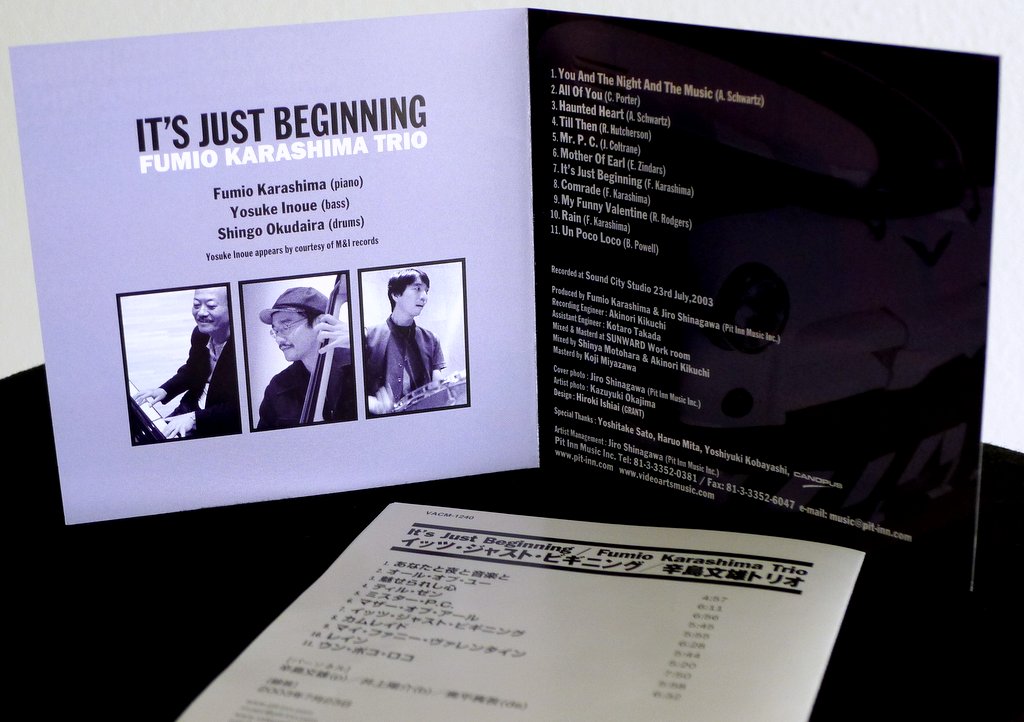 IT'S JUST BEGINNING
FUMIO KARASHIMA TRIO
Fumio Karashima (piano)
Yosuke Inoue (bass)
Shingo Okudaira (drums)
Yosuke Inoue appears by courtesy of M&I records
1. You And The Night And The Music (A. Schwartz)
2. All Of You (C. Porter)
3. Haunted Heart (A. Schwartz)
4. Till Then (R. Hutcherson)
5. Mr. P. C. (J. Coltrane)
6. Mother Of Earl (E. Zindars)
7. It's Just Beginning (F. Karashima)
8. Comrade (F. Karashima)
9. My Funny Valentine (R. Rodgers)
10. Rain (F. Karashima)
11. Un Poco Loco (B. Powell)
Recorded at Sound City Studio 23rd July,2003
Produced by Fumio Karashima & Jiro Shinagawa (Pit Inn Music Inc.)
Recording Engineer : Akinori Kikuchi
Assistant Engineer : Kotaro Takada
Mixed & Masterd at SUNWARD Work room
Mixed by Shinya Motohara & Akinori Kikuchi
Masterd by Koji Miyazawa
Cover photo : Jiro Shinagawa (Pit Inn Music Inc.)
Artist photo : Kazuyuki Okajima
Design : Hiroki Ishiai (GRANT)
Special Thanks : Yoshitake Sato, Haruo Mita, Yoshiyuki Kobayashi, CANOPUS
Artist Management : Jiro Shinagawa (Pit Inn Music Inc.)
Pit Inn Music Inc. Tel: 81-3-3352-0381 / Fax: 81-3-3352-6047 e-mail: music@pit-inn.com
www.pit-inn.com www.videoartsmusic.com
VACM-1240
It's Just Beginning / Fumio Karashima Trio
イッツ・ジャスト・ビギニング／辛島文雄トリオ
1. あなたと夜と音楽と 4:57
2. オール・オブ・ユー 6:11
3. 魅せられし心 6:56
4. ティル・ゼン 5:45
5. ミスター・P.C. 5:55
6. マザー・オブ・アール 6:28
7. イッツ・ジャスト・ビギニング 5:44
8. カムレイド 5:20
9. マイ・ファニー・ヴァレンタイン 7:50
10. レイン 5:58
11. ウン・ポコ・ロコ 6:37
[パーソネル]
辛島文雄(p)／井上陽介(b)／奥平真吾(ds)
[録音]
2003年7月23日